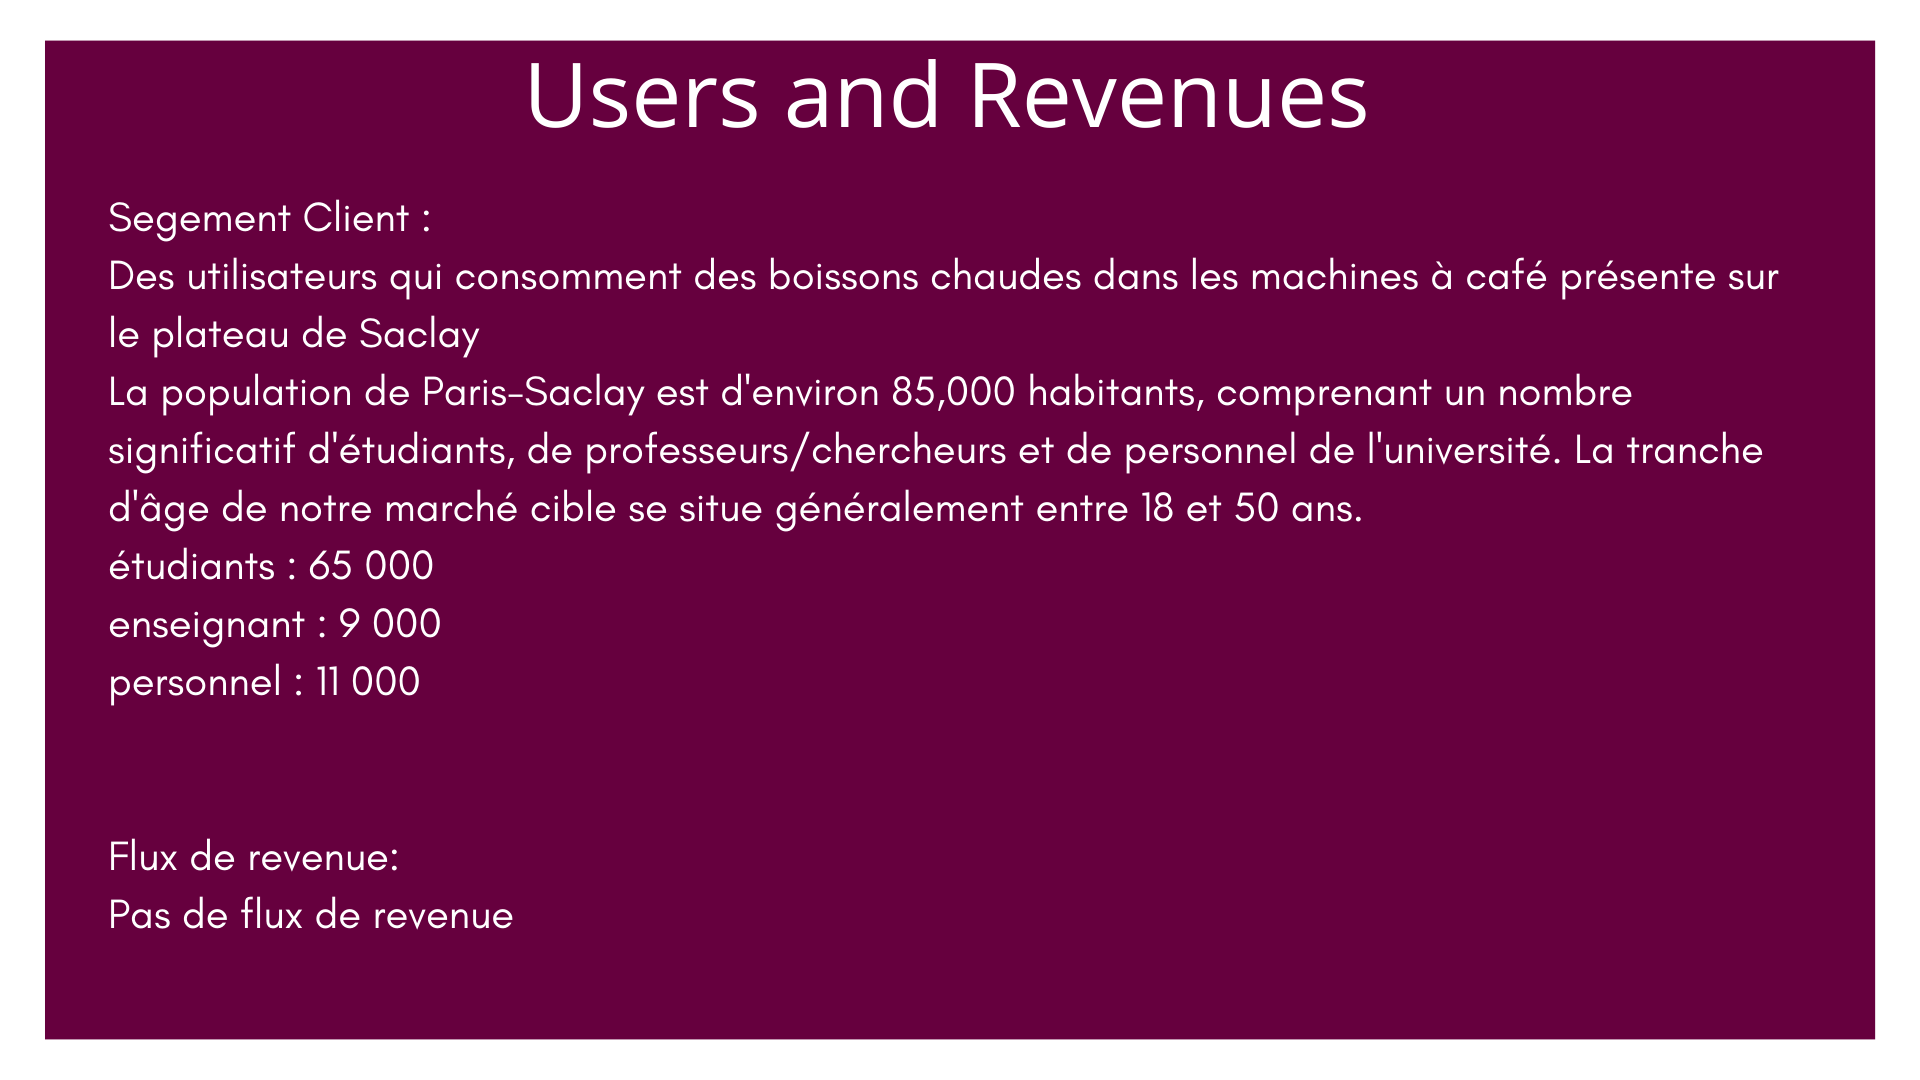 Users and Revenues
Segement Client :
Des utilisateurs qui consomment des boissons chaudes dans les machines à café présente sur
le plateau de Saclay
La population de Paris-Saclay est d'environ 85,000 habitants, comprenant un nombre
significatif d'étudiants, de professeurs/chercheurs et de personnel de l'université. La tranche
d'âge de notre marché cible se situe généralement entre 18 et 50 ans.
étudiants : 65 000
enseignant : 9 000
personnel : 11 000
Flux de revenue:
Pas de flux de revenue